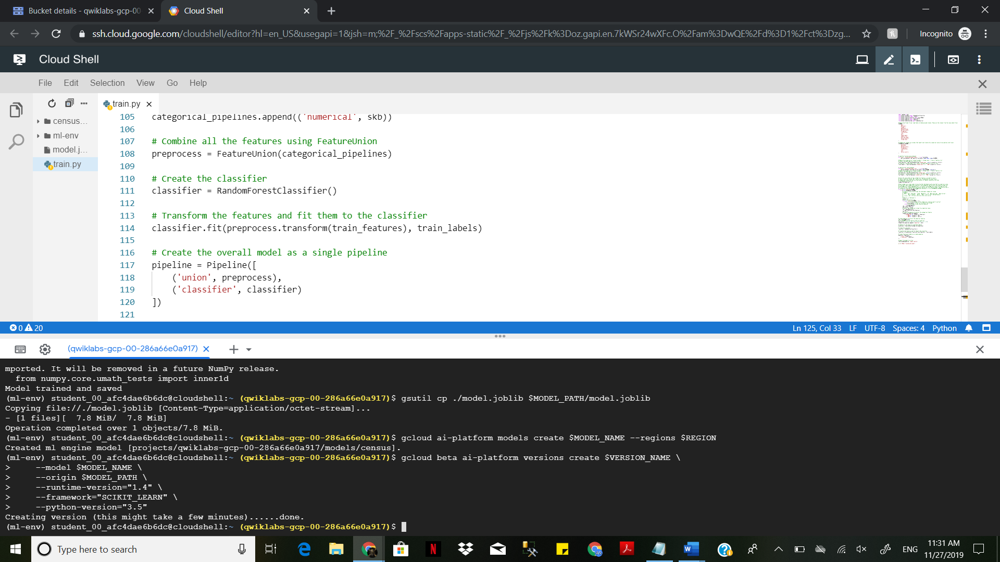 Bucket details - qwiklabs-gcp-00
Cloud Shell
ssh.cloud.google.com/cloudshell/editor?hl=en_US&usegapi=1&jsh=m;%2F_%2Fscs%2Fapps-static%2F_%2Fjs%2Fk%3Doz.gapi.en.7kWSr24wXFc.O%2Fam%3DwQE%2Fd%3D1%2Fct%3Dzg...
Incognito
Cloud Shell
File Edit Selection View Go Help
census...
ml-env
model.j...
train.py
train.py
105 categorical_pipelines.append(('numerical', skb))
106
107 # Combine all the features using FeatureUnion
108 preprocess = FeatureUnion(categorical_pipelines)
109
110 # Create the classifier
111 classifier = RandomForestClassifier()
112
113 # Transform the features and fit them to the classifier
114 classifier.fit(preprocess.transform(train_features), train_labels)
115
116 # Create the overall model as a single pipeline
117 pipeline = Pipeline([
118 ('union', preprocess),
119 ('classifier', classifier)
120 ])
121
0 20
Ln 125, Col 33 LF UTF-8 Spaces: 4 Python
(qwiklabs-gcp-00-286a66e0a917)
mported. It will be removed in a future NumPy release.
from numpy.core.umath_tests import inner1d
Model trained and saved
(ml-env) student_00_afc4dae6b6dc@cloudshell:~ (qwiklabs-gcp-00-286a66e0a917)$ gsutil cp ./model.joblib $MODEL_PATH/model.joblib
Copying file://./model.joblib [Content-Type=application/octet-stream]...
- [1 files][ 7.8 MiB/ 7.8 MiB]
Operation completed over 1 objects/7.8 MiB.
(ml-env) student_00_afc4dae6b6dc@cloudshell:~ (qwiklabs-gcp-00-286a66e0a917)$ gcloud ai-platform models create $MODEL_NAME --regions $REGION
Created ml engine model [projects/qwiklabs-gcp-00-286a66e0a917/models/census].
(ml-env) student_00_afc4dae6b6dc@cloudshell:~ (qwiklabs-gcp-00-286a66e0a917)$ gcloud beta ai-platform versions create $VERSION_NAME \
> --model $MODEL_NAME \
> --origin $MODEL_PATH \
> --runtime-version="1.4" \
> --framework="SCIKIT_LEARN" \
> --python-version="3.5"
Creating version (this might take a few minutes)......done.
(ml-env) student_00_afc4dae6b6dc@cloudshell:~ (qwiklabs-gcp-00-286a66e0a917)$
Type here to search
ENG
11:31 AM
11/27/2019